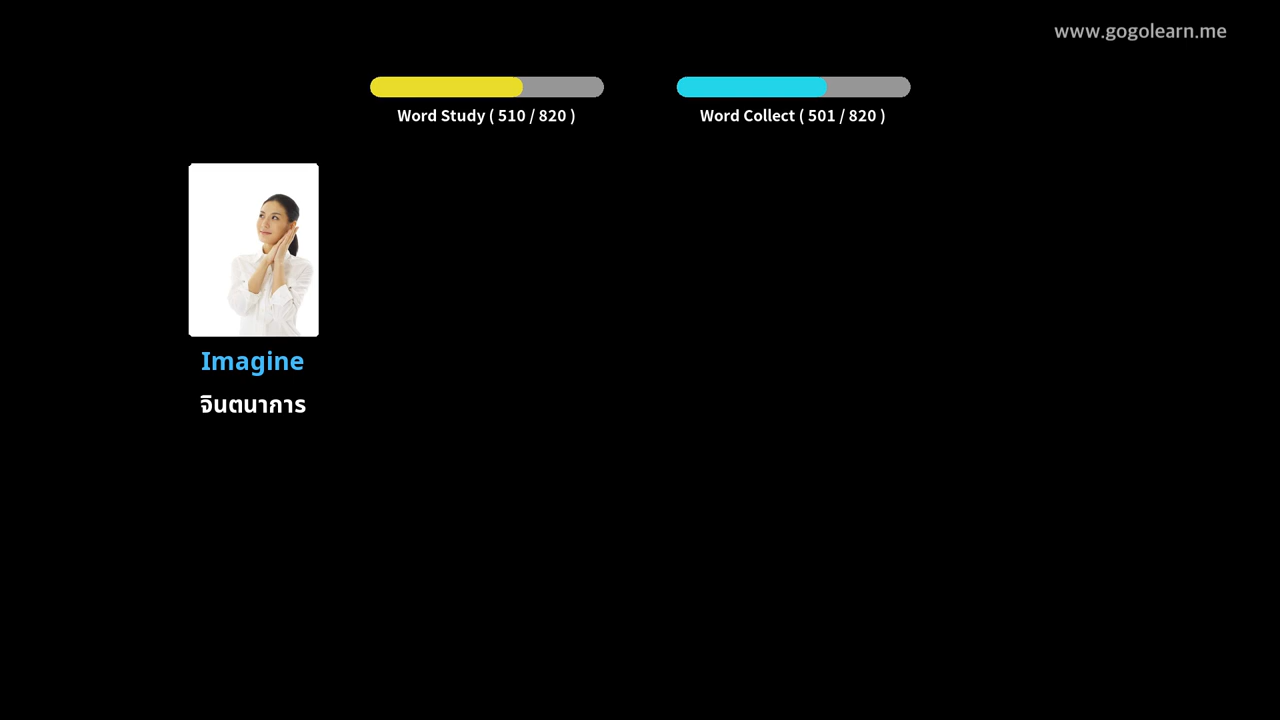 www.gogolearn.me
Word Study ( 510 / 820 )
Word Collect ( 501 / 820 )
Imagine
จินตนาการ